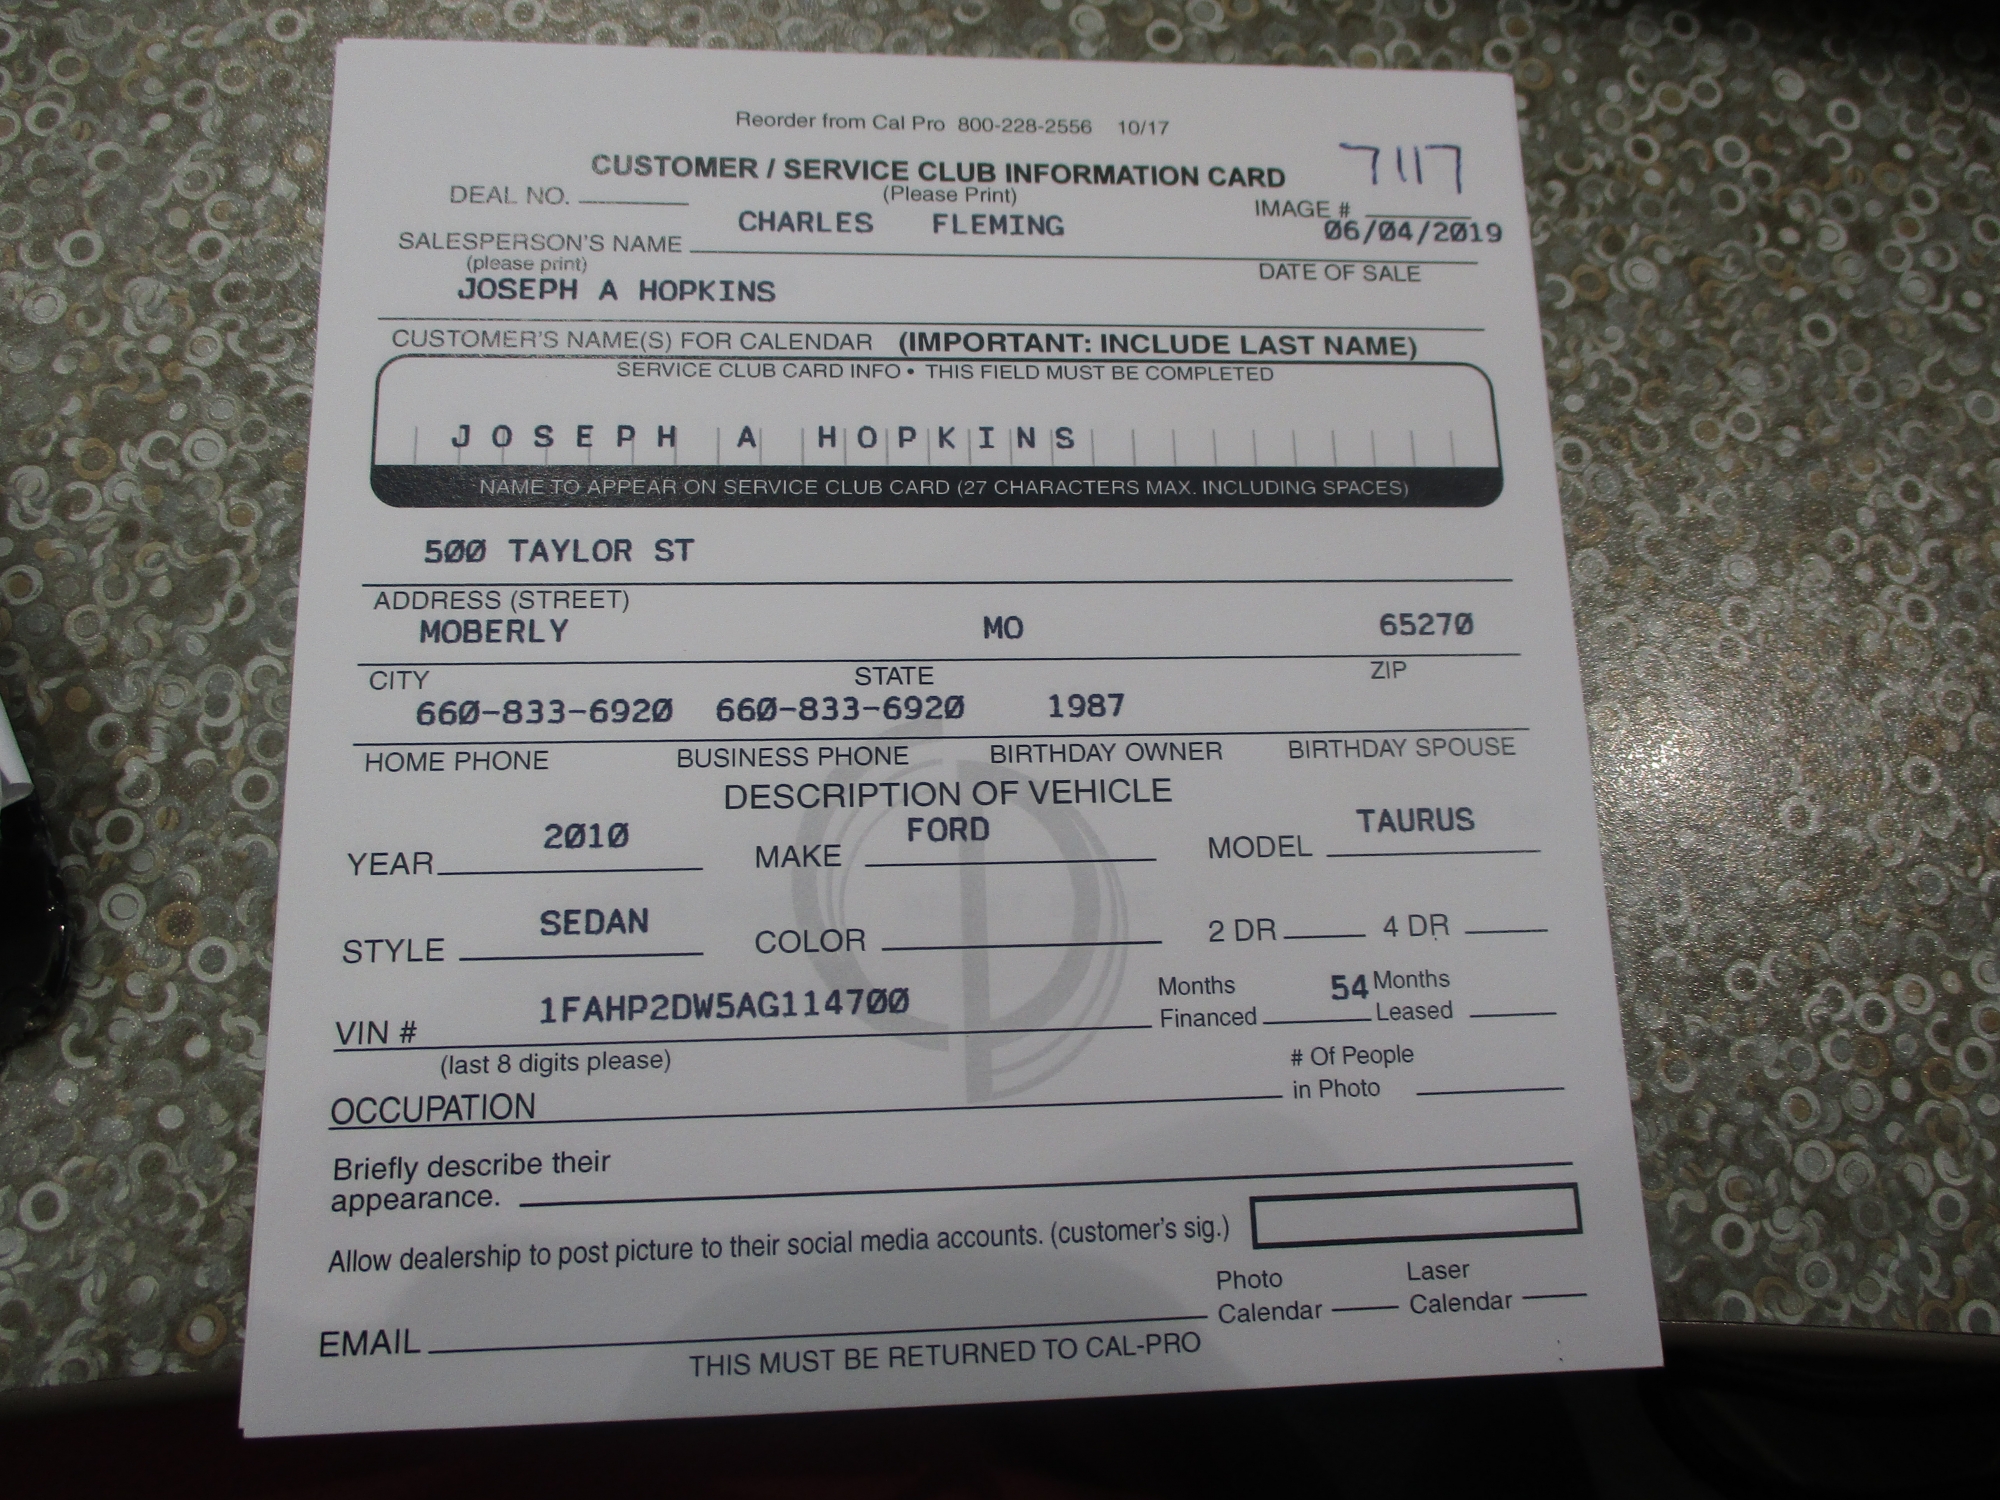 Reorder from Cal Pro 800-228-2556 10/17
CUSTOMER / SERVICE CLUB INFORMATION CARD 7117
DEAL NO. (Please Print) IMAGE #
CHARLES FLEMING 06/04/2019
SALESPERSON'S NAME DATE OF SALE
(please print)
JOSEPH A HOPKINS
CUSTOMER'S NAME(S) FOR CALENDAR (IMPORTANT: INCLUDE LAST NAME)
SERVICE CLUB CARD INFO • THIS FIELD MUST BE COMPLETED
JOSEPH A HOPKINS
NAME TO APPEAR ON SERVICE CLUB CARD (27 CHARACTERS MAX. INCLUDING SPACES)
500 TAYLOR ST
ADDRESS (STREET)
MOBERLY MO 65270
CITY STATE ZIP
660-833-6920 660-833-6920 1987
HOME PHONE BUSINESS PHONE BIRTHDAY OWNER BIRTHDAY SPOUSE
DESCRIPTION OF VEHICLE
YEAR 2010 MAKE FORD MODEL TAURUS
STYLE SEDAN COLOR 2 DR 4 DR
VIN # 1FAHP2DW5AG114700 Months Financed 54 Months Leased
(last 8 digits please)
OCCUPATION # Of People in Photo
Briefly describe their
appearance.
Allow dealership to post picture to their social media accounts. (customer's sig.)
EMAIL Photo Calendar Laser Calendar
THIS MUST BE RETURNED TO CAL-PRO